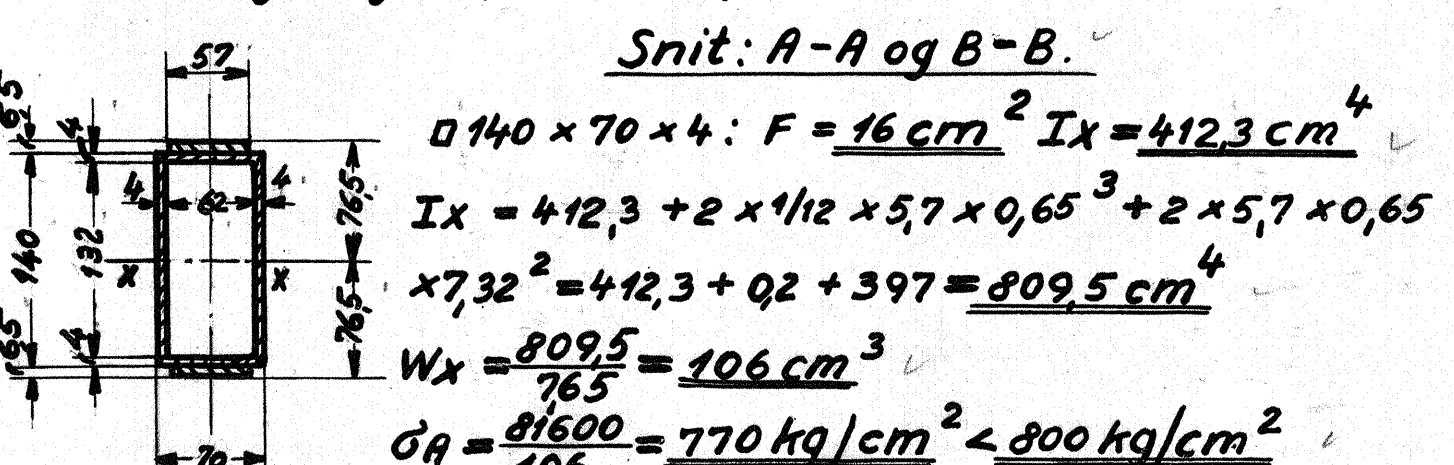 Snit: A-A og B-B.
□ 140 x 70 x 4 : F = 16 cm² Ix = 412,3 cm⁴
Ix = 412,3 + 2 x 1/12 x 5,7 x 0,65³ + 2 x 5,7 x 0,65
x 7,32² = 412,3 + 0,2 + 397 = 809,5 cm⁴
Wx = 809,5 / 7,65 = 106 cm³
σA = 81600 / 106 = 770 kg/cm² < 800 kg/cm²
57
6,5
4
4
62
4
76,5
140
132
x
x
76,5
6,5
4
70